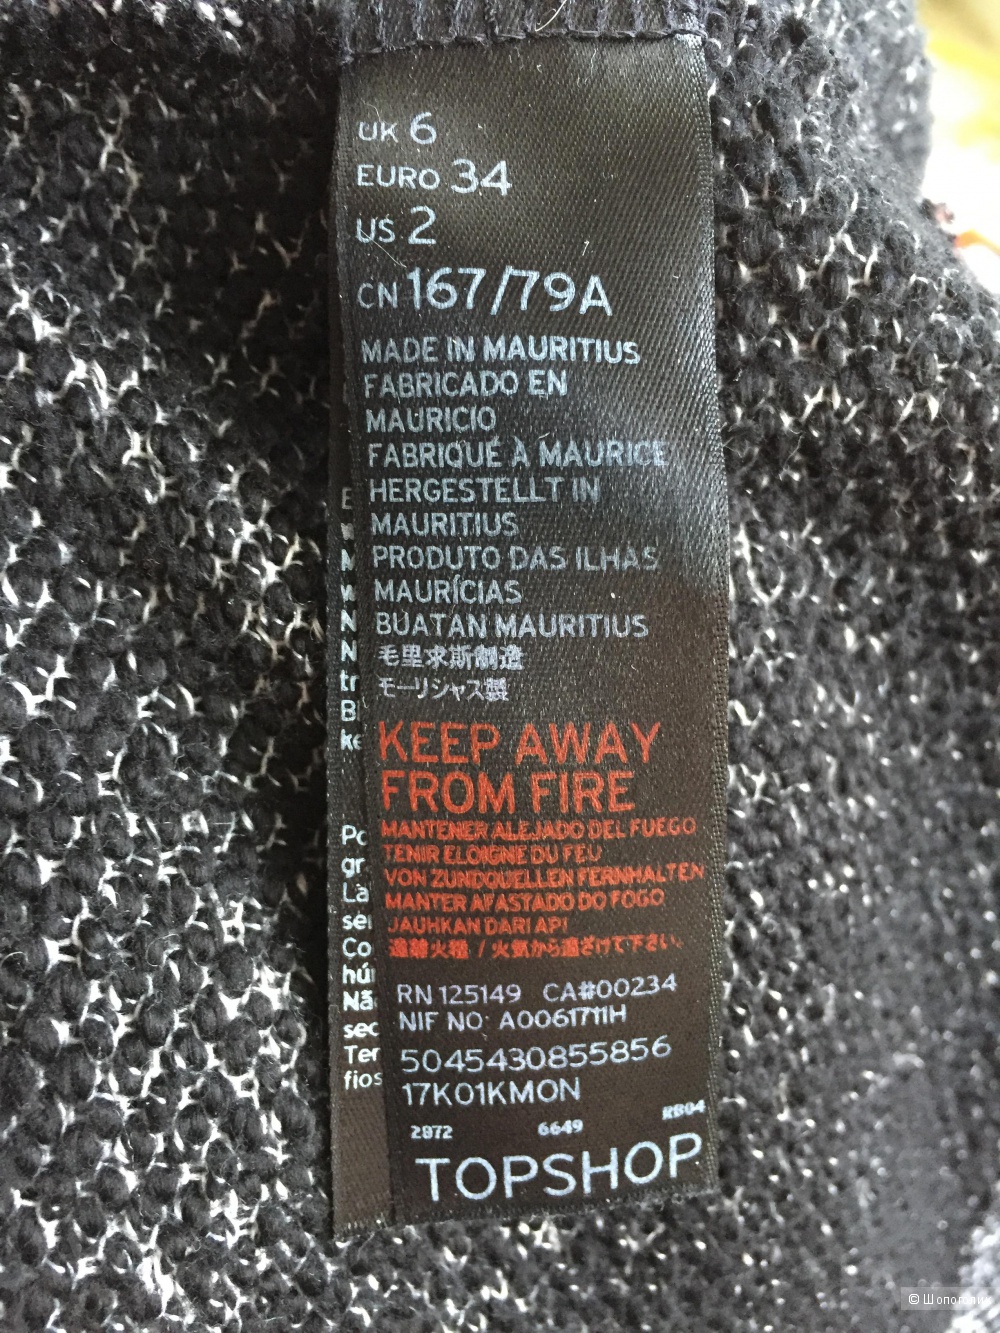 UK 6
EURO 34
US 2
CN 167/79A
MADE IN MAURITIUS
FABRICADO EN
MAURICIO
FABRIQUÉ À MAURICE
HERGESTELLT IN
MAURITIUS
PRODUTO DAS ILHAS
MAURÍCIAS
BUATAN MAURITIUS
毛里求斯制造
モーリシャス製
KEEP AWAY
FROM FIRE
MANTENER ALEJADO DEL FUEGO
TENIR ELOIGNE DU FEU
VON ZUNDQUELLEN FERNHALTEN
MANTER AFASTADO DO FOGO
JAUHKAN DARI API
遠離火種 / 火気から遠ざけて下さい。
RN 125149 CA#00234
NIF NO: A0061711H
5045430855856
17K01KMON
2872 6649 RB04
TOPSHOP
© Шопоголик